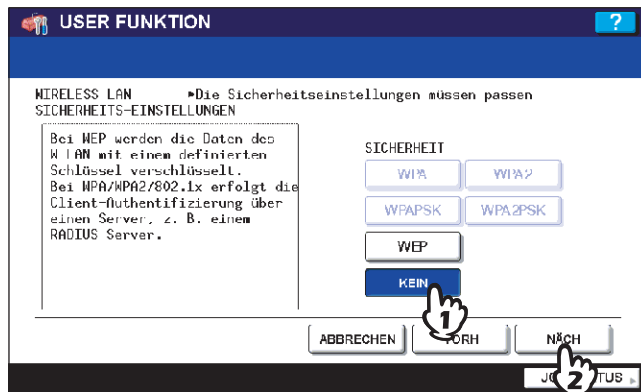 USER FUNKTION
?
WIRELESS LAN ►Die Sicherheitseinstellungen müssen passen
SICHERHEITS-EINSTELLUNGEN
Bei WEP werden die Daten des
W LAN mit einem definierten
Schlüssel verschlüsselt.
Bei WPA/WPA2/802.1x erfolgt die
Client-Authentifizierung über
einen Server, z. B. einem
RADIUS Server.
SICHERHEIT
WPA WPA2
WPAPSK WPA2PSK
WEP
KEIN
1
ABBRECHEN VORH NÄCH
2